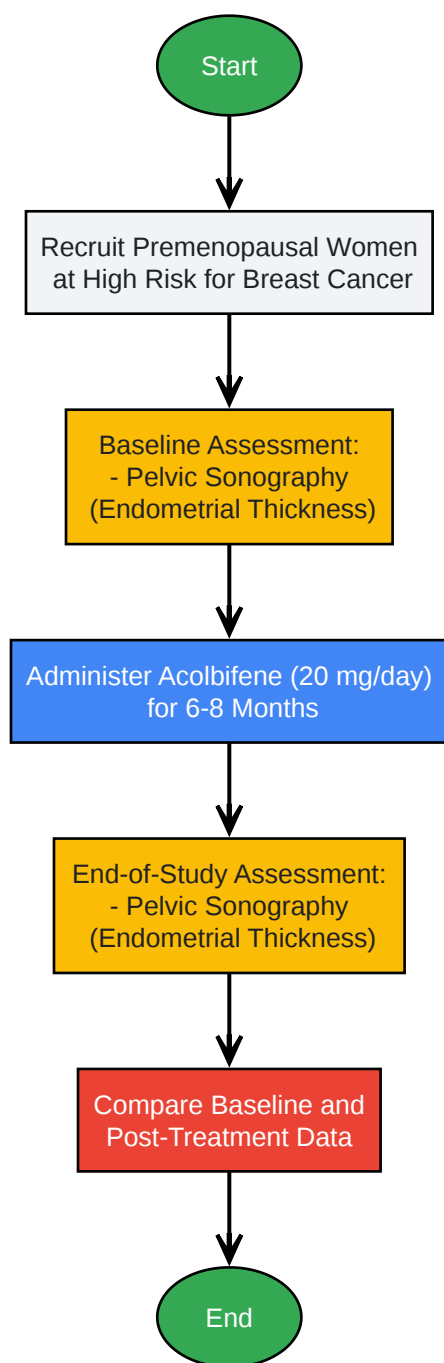 Start
Recruit Premenopausal Women
at High Risk for Breast Cancer
Baseline Assessment:
- Pelvic Sonography
(Endometrial Thickness)
Administer Acolbifene (20 mg/day)
for 6-8 Months
End-of-Study Assessment:
- Pelvic Sonography
(Endometrial Thickness)
Compare Baseline and
Post-Treatment Data
End